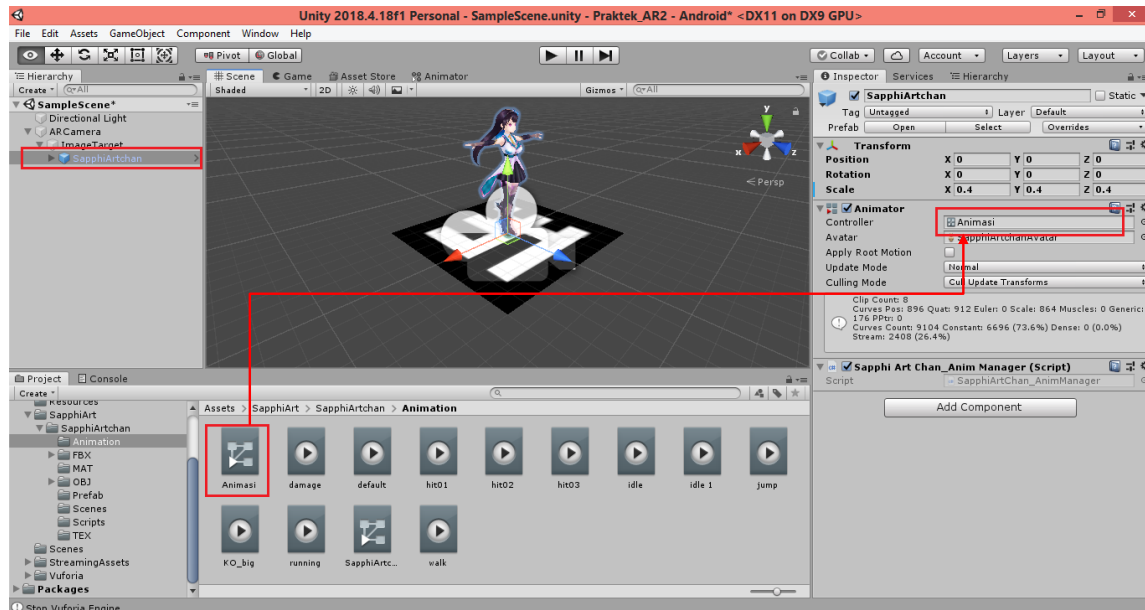 Unity 2018.4.18f1 Personal - SampleScene.unity - Praktek_AR2 - Android* <DX11 on DX9 GPU>
File Edit Assets GameObject Component Window Help
Pivot Global Collab Account Layers Layout
Hierarchy
Create All
SampleScene*
Directional Light
ARCamera
ImageTarget
SapphiArtchan
Scene Game Asset Store Animator
Shaded 2D Gizmos All
y
x z
Persp
Inspector Services Hierarchy
SapphiArtchan Static
Tag Untagged Layer Default
Prefab Open Select Overrides
Transform
Position X 0 Y 0 Z 0
Rotation X 0 Y 0 Z 0
Scale X 0.4 Y 0.4 Z 0.4
Animator
Controller Animasi
Avatar SapphiArtchanAvatar
Apply Root Motion
Update Mode Normal
Culling Mode Cull Update Transforms
Clip Count: 8
Curves Pos: 896 Quat: 912 Euler: 0 Scale: 864 Muscles: 0 Generic:
176 PPtr: 0
Curves Count: 9104 Constant: 6696 (73.6%) Dense: 0 (0.0%)
Stream: 2408 (26.4%)
Sapphi Art Chan_Anim Manager (Script)
Script SapphiArtChan_AnimManager
Add Component
Project Console
Create
Resources
SapphiArt
SapphiArtchan
Animation
FBX
MAT
OBJ
Prefab
Scenes
Scripts
TEX
Scenes
StreamingAssets
Vuforia
Packages
Assets > SapphiArt > SapphiArtchan > Animation
Animasi damage default hit01 hit02 hit03 idle idle 1 jump
KO_big running SapphiArtc... walk
Stop Vuforia Engine